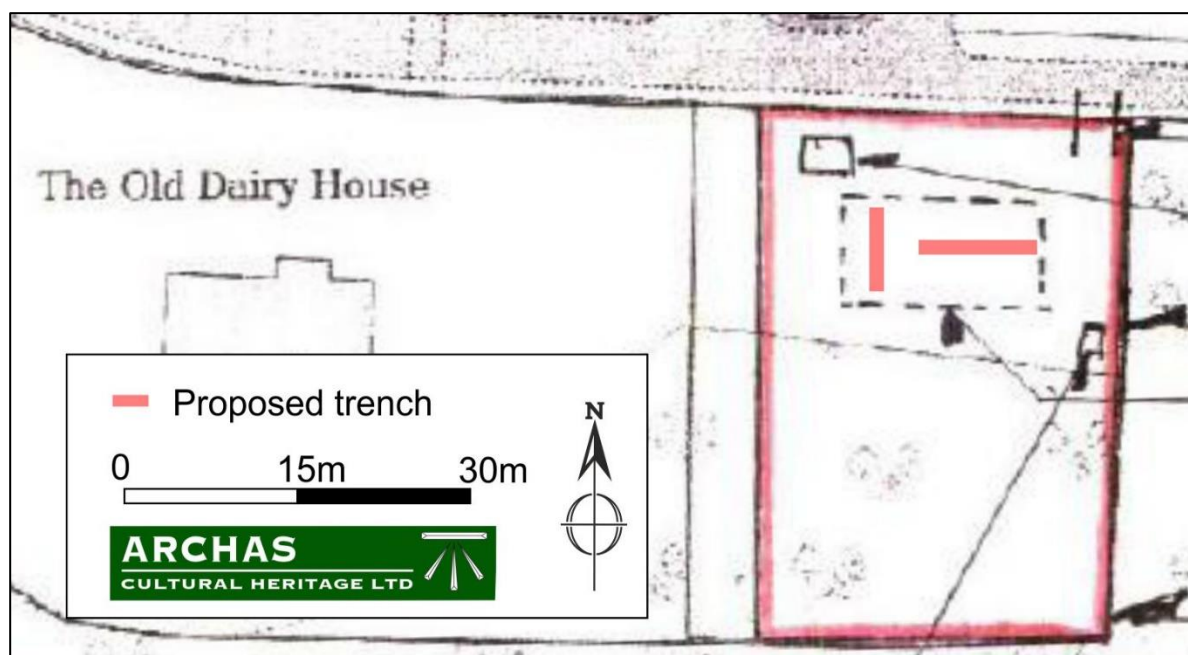 The Old Dairy House
Proposed trench
0 15m 30m
N
ARCHAS
CULTURAL HERITAGE LTD